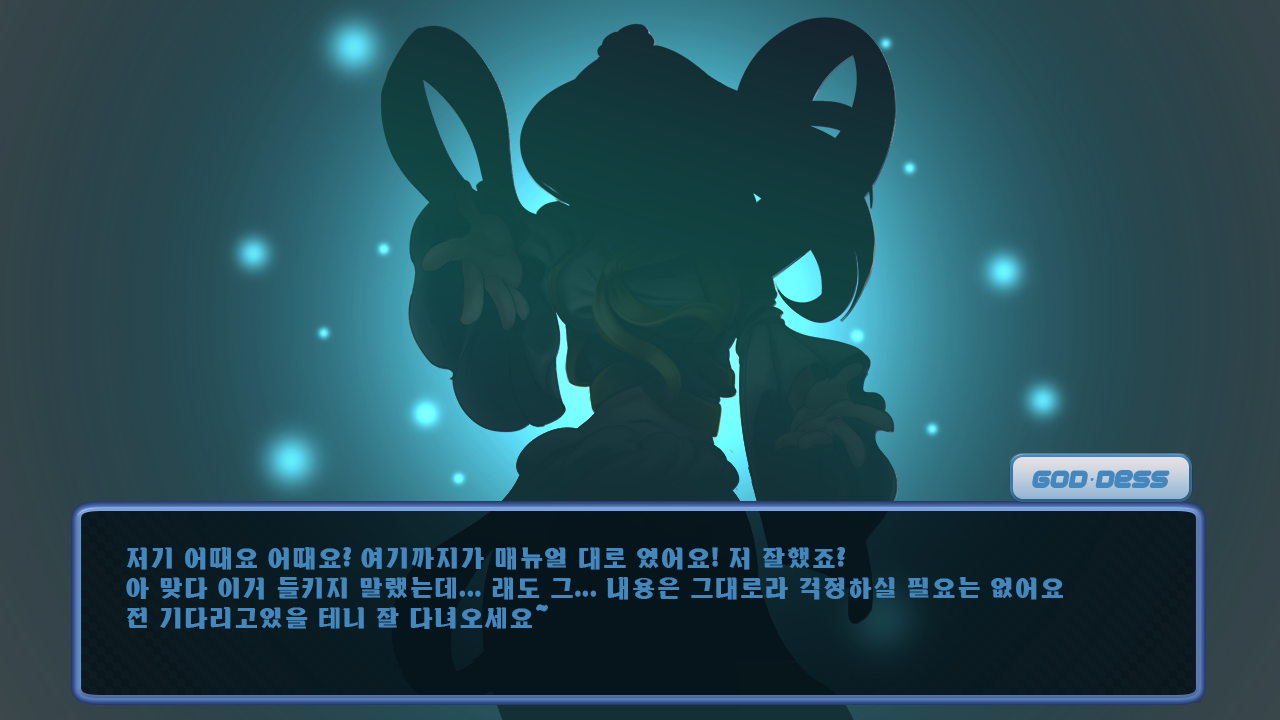 GOD·DESS
저기 어때요 어때요? 여기까지가 매뉴얼 대로 였어요! 저 잘했죠?
아 맞다 이거 들키지 말랬는데... 래도 그... 내용은 그대로라 걱정하실 필요는 없어요
전 기다리고있을 테니 잘 다녀오세요~